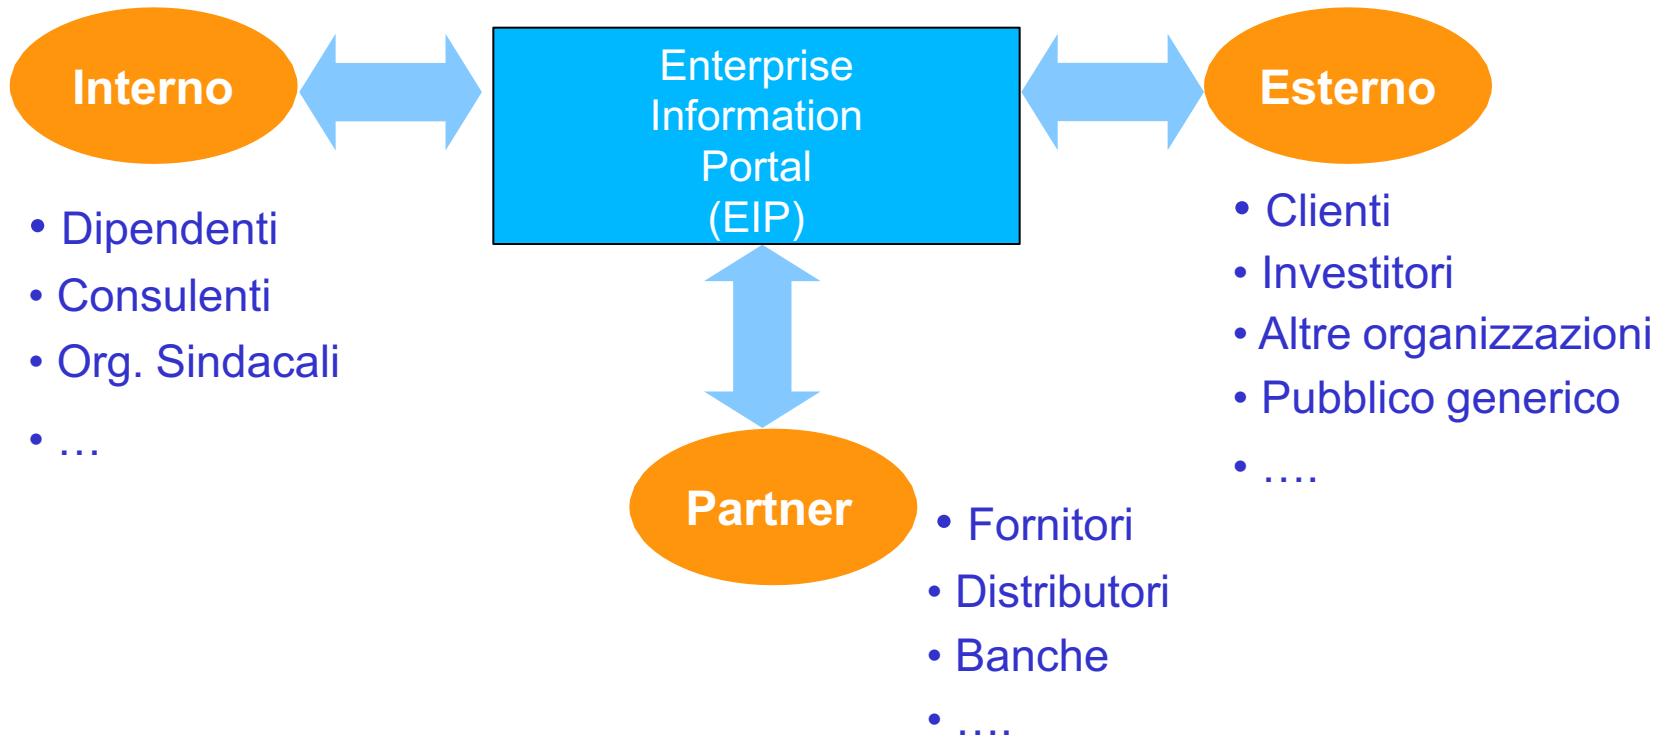 Interno
• Dipendenti
• Consulenti
• Org. Sindacali
• …
Enterprise
Information
Portal
(EIP)
Esterno
• Clienti
• Investitori
• Altre organizzazioni
• Pubblico generico
• ….
Partner
• Fornitori
• Distributori
• Banche
• ….